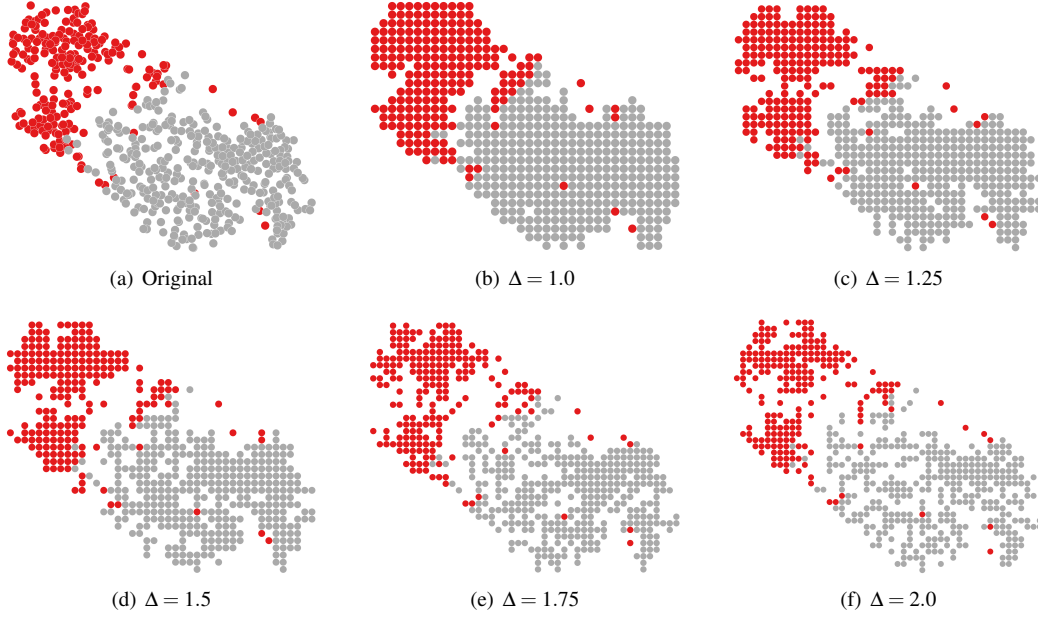 (a) Original
(b) Δ = 1.0
(c) Δ = 1.25
(d) Δ = 1.5
(e) Δ = 1.75
(f) Δ = 2.0